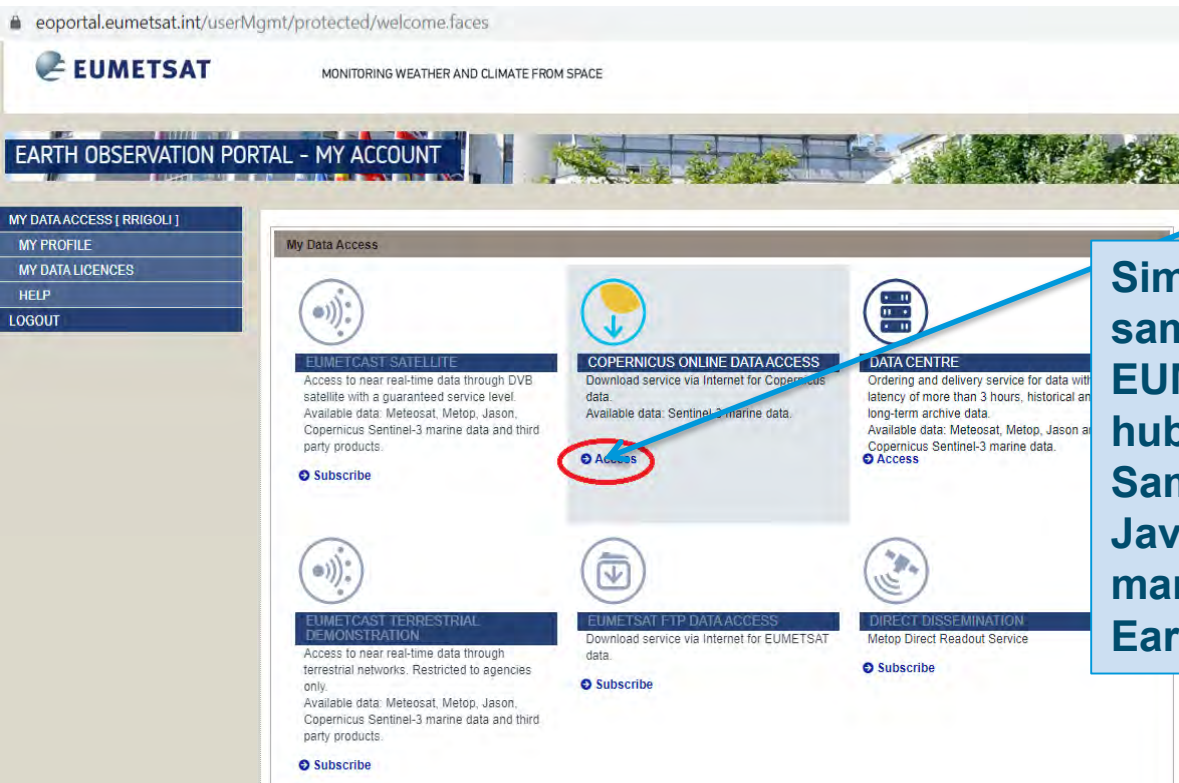 eoportal.eumetsat.int/userMgmt/protected/welcome.faces
EUMETSAT
MONITORING WEATHER AND CLIMATE FROM SPACE
EARTH OBSERVATION PORTAL - MY ACCOUNT
MY DATA ACCESS [ RRIGOLI ]
MY PROFILE
MY DATA LICENCES
HELP
LOGOUT
My Data Access
EUMETCAST SATELLITE
Access to near real-time data through DVB
satellite with a guaranteed service level.
Available data: Meteosat, Metop, Jason,
Copernicus Sentinel-3 marine data and third
party products.
Subscribe
COPERNICUS ONLINE DATA ACCESS
Download service via Internet for Copernicus
data.
Available data: Sentinel-3 marine data.
Access
DATA CENTRE
Ordering and delivery service for data with
latency of more than 3 hours, historical
long-term archive data.
Available data: Meteosat, Metop, Jason
Copernicus Sentinel-3 marine data.
Access
EUMETCAST TERRESTRIAL
DEMONSTRATION
Access to near real-time data through
terrestrial networks. Restricted to agencies
only.
Available data: Meteosat, Metop, Jason,
Copernicus Sentinel-3 marine data and third
party products.
Subscribe
EUMETSAT FTP DATA ACCESS
Download service via Internet for EUMETSAT
data.
Subscribe
DIRECT DISSEMINATION
Metop Direct Readout Service
Subscribe
hub